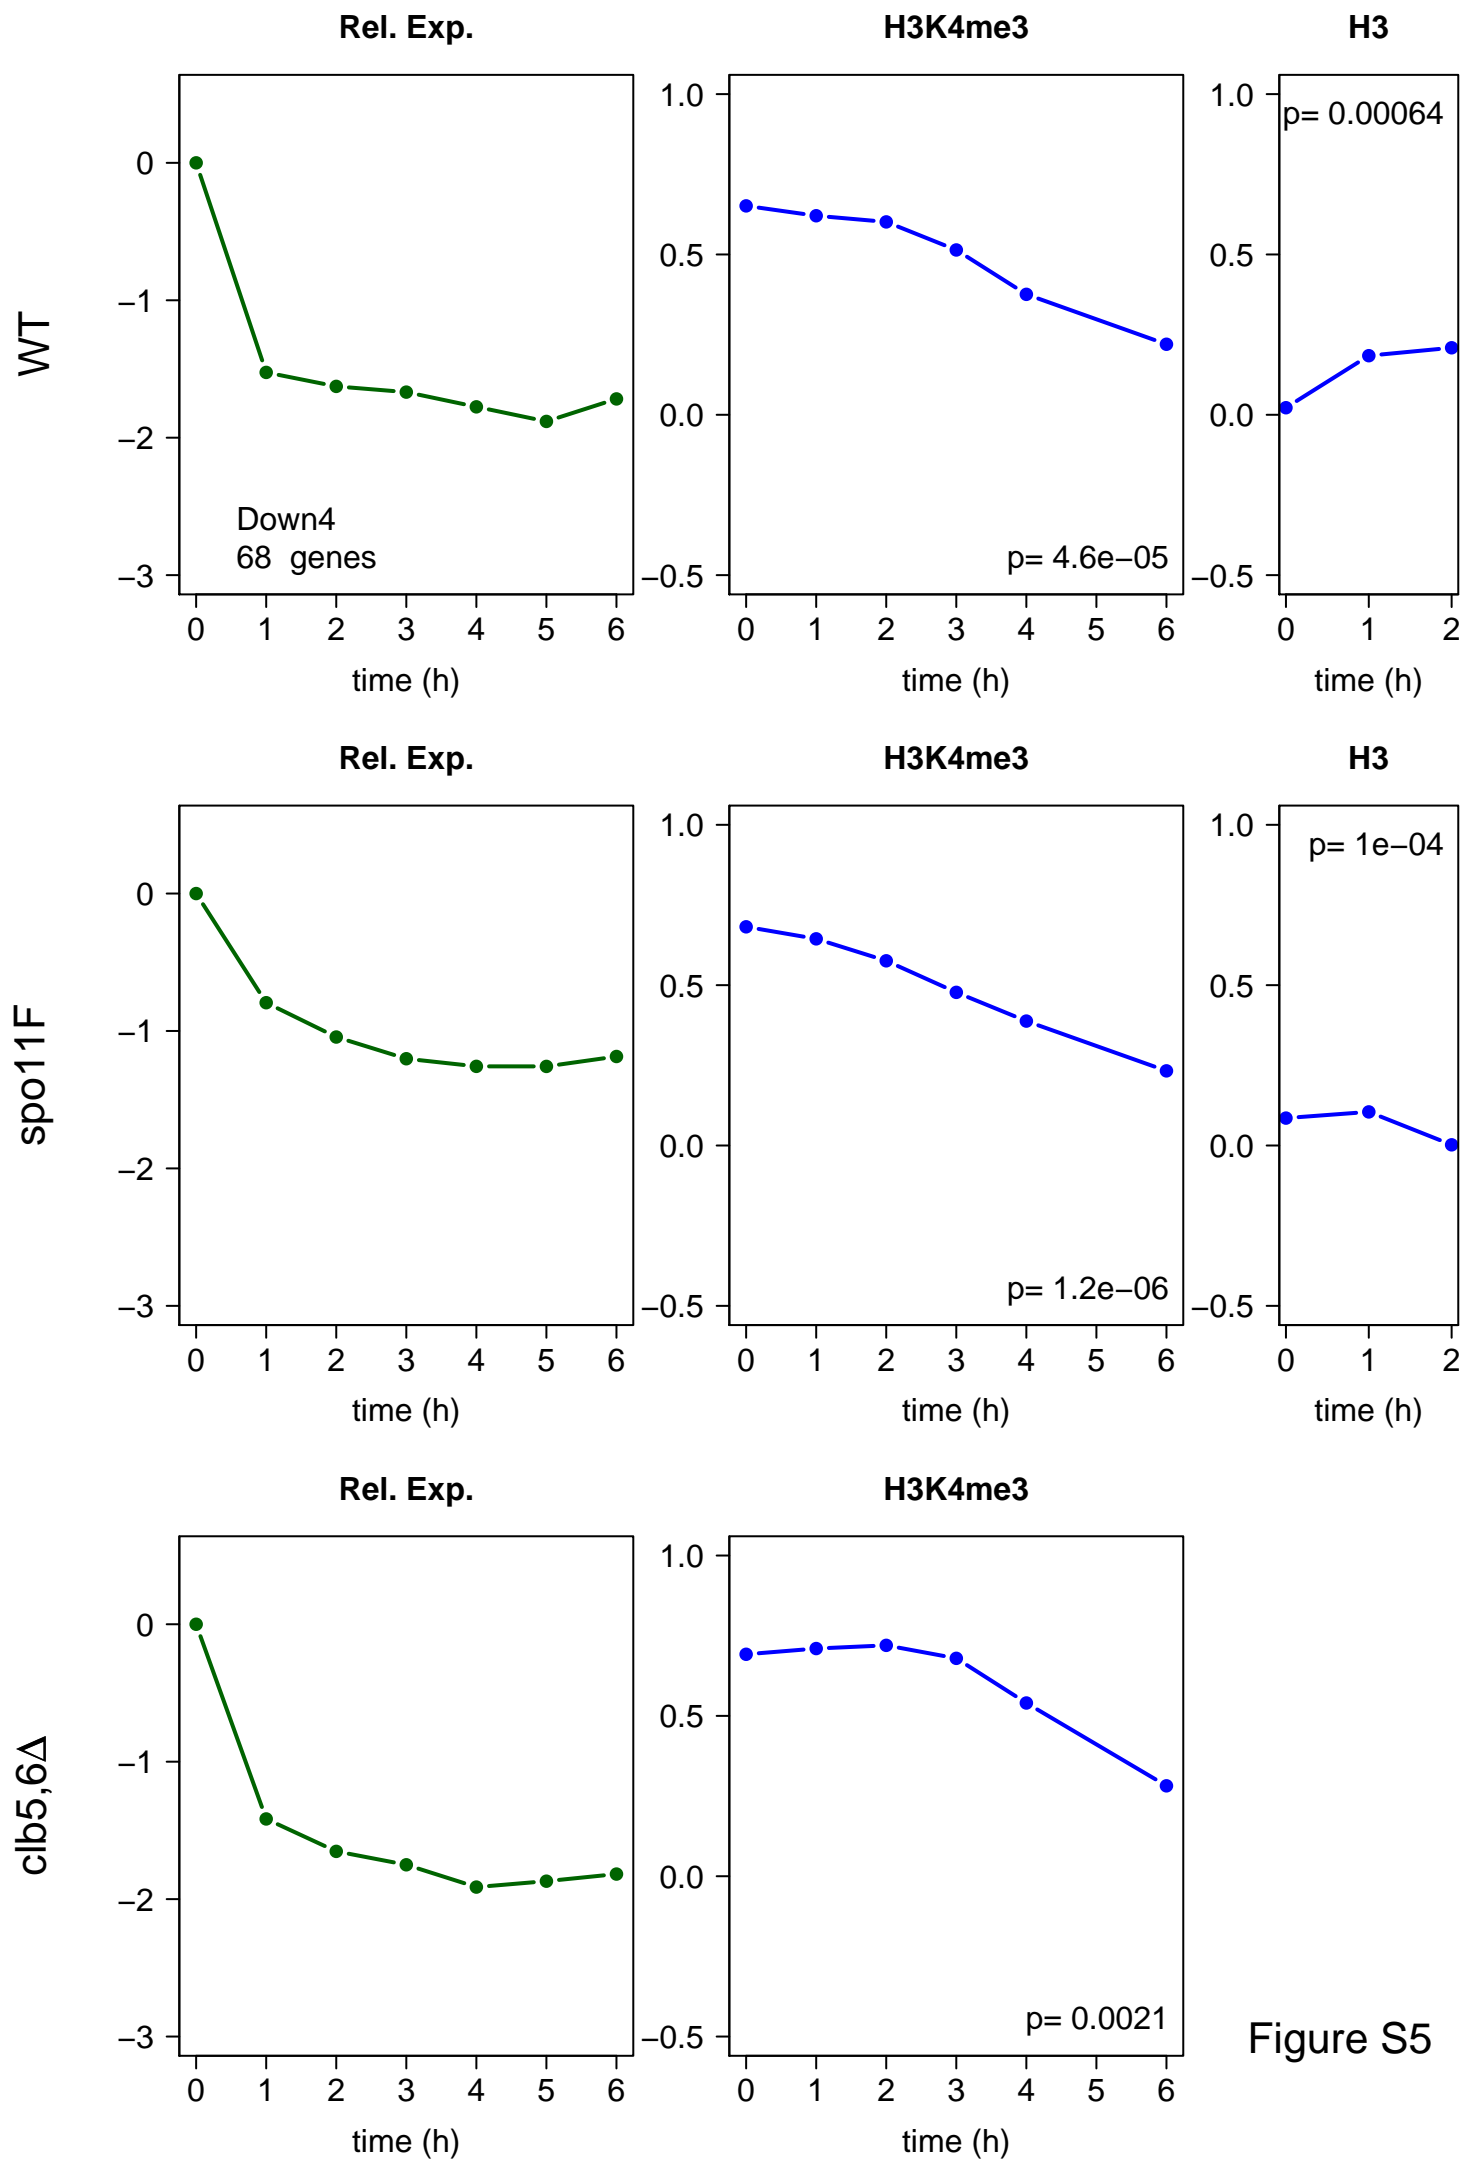 Rel. Exp.
H3K4me3
H3
WT
0
−1
−2
−3
Down4
68 genes
0 1 2 3 4 5 6
time (h)
1.0
0.5
0.0
−0.5
p= 4.6e−05
0 1 2 3 4 5 6
time (h)
1.0
0.5
0.0
−0.5
p= 0.00064
0 1 2
time (h)
Rel. Exp.
H3K4me3
H3
spo11F
0
−1
−2
−3
0 1 2 3 4 5 6
time (h)
1.0
0.5
0.0
−0.5
p= 1.2e−06
0 1 2 3 4 5 6
time (h)
1.0
0.5
0.0
−0.5
p= 1e−04
0 1 2
time (h)
Rel. Exp.
H3K4me3
clb5,6Δ
0
−1
−2
−3
0 1 2 3 4 5 6
time (h)
1.0
0.5
0.0
−0.5
p= 0.0021
0 1 2 3 4 5 6
time (h)
Figure S5